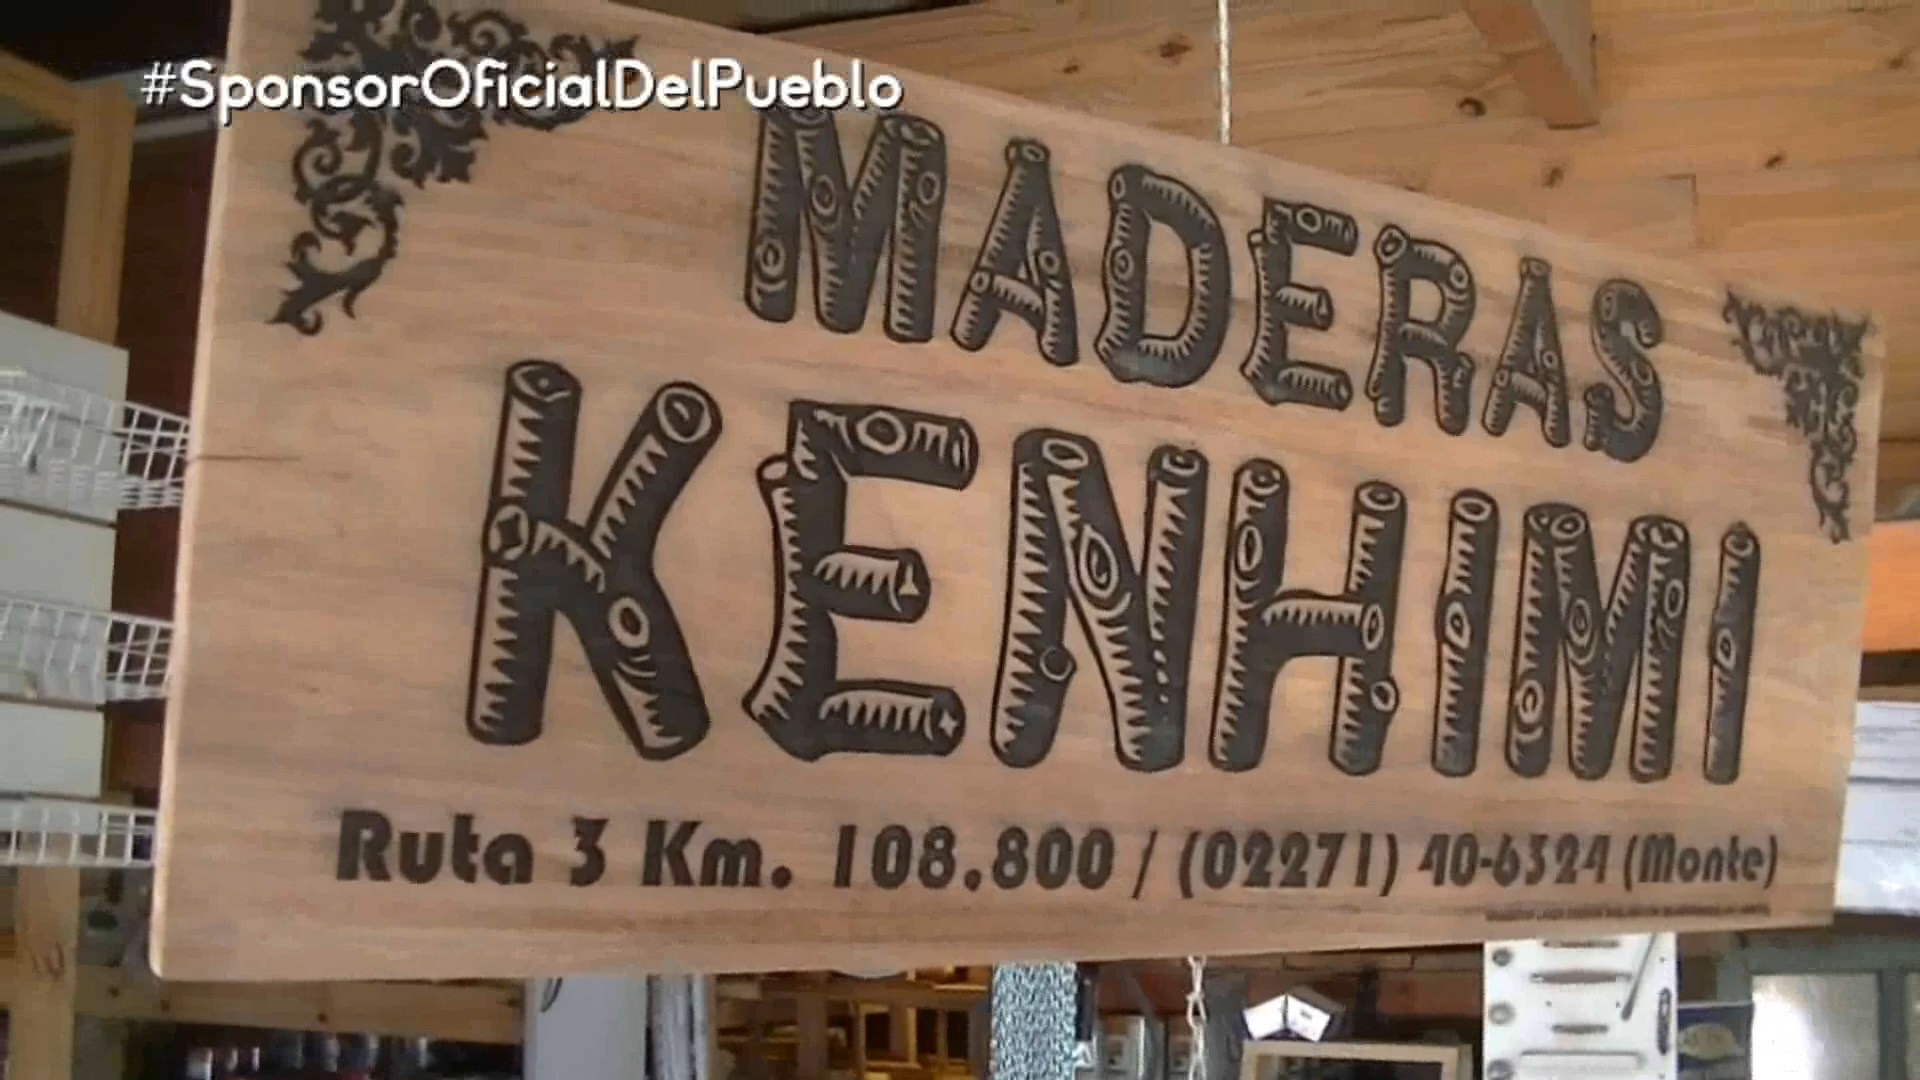 #SponsorOficialDelPueblo
MADERAS
KENHIMI
Ruta 3 Km. 108.800 / (02271) 40-6324 (Monte)